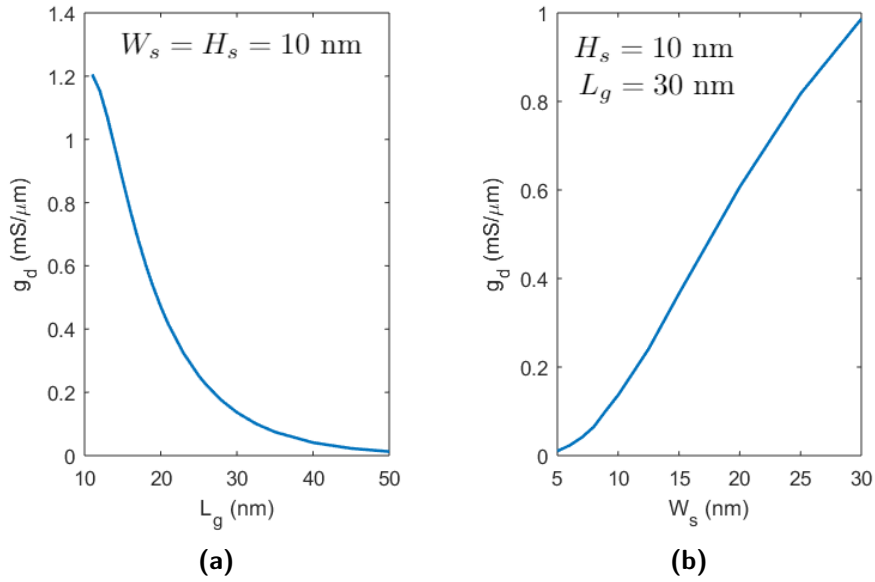 W_s = H_s = 10 nm
g_d (mS/μm)
1.4
1.2
1
0.8
0.6
0.4
0.2
0
10 20 30 40 50
L_g (nm)
(a)
H_s = 10 nm
L_g = 30 nm
g_d (mS/μm)
1
0.8
0.6
0.4
0.2
0
5 10 15 20 25 30
W_s (nm)
(b)